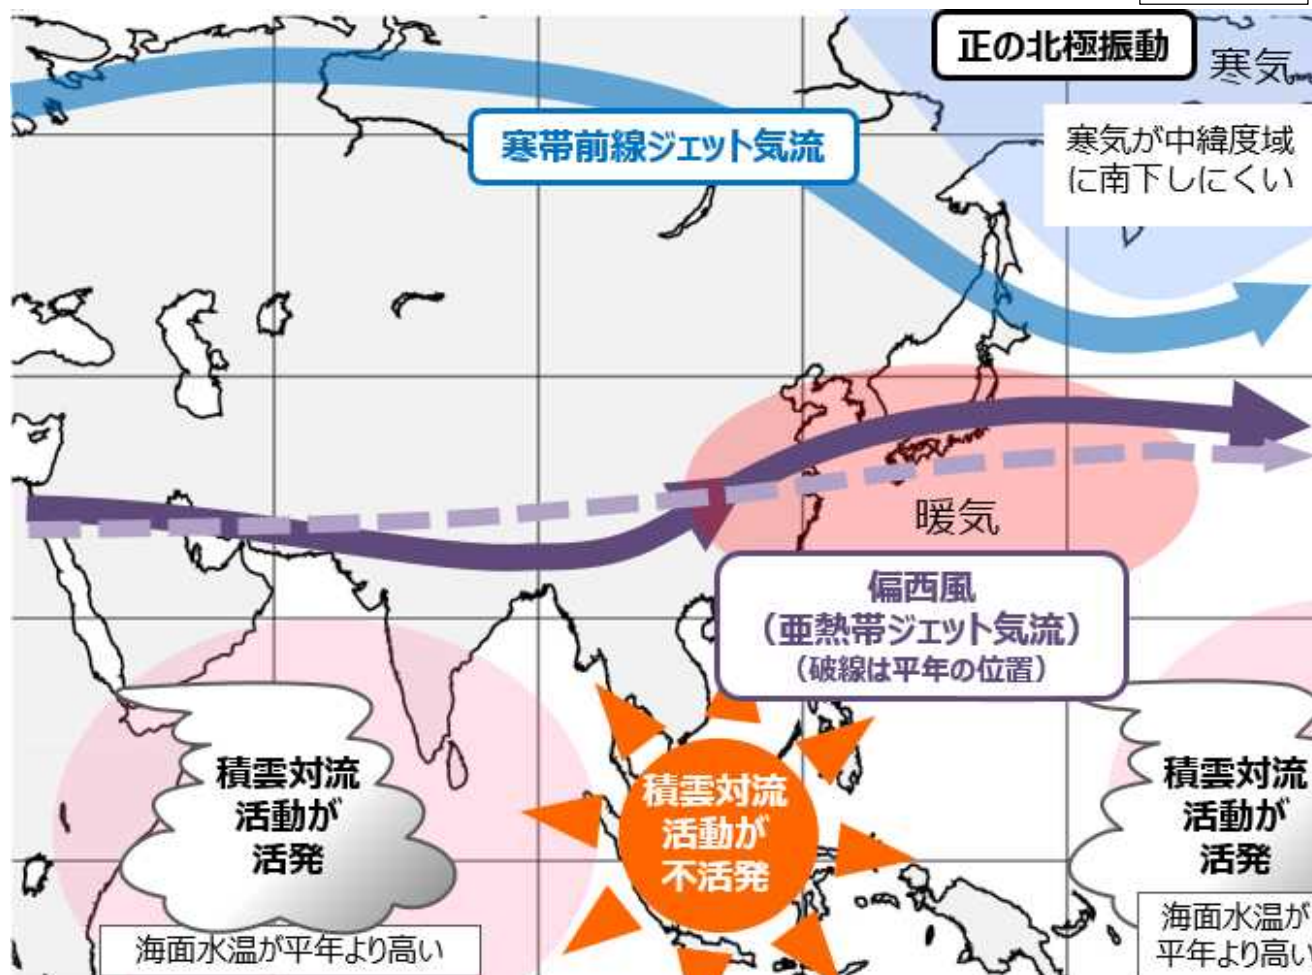 正の北極振動
寒気
寒帯前線ジェット気流
寒気が中緯度域
に南下しにくい
暖気
偏西風
（亜熱帯ジェット気流）
（破線は平年の位置）
積雲対流
活動が
活発
海面水温が平年より高い
積雲対流
活動が
不活発
積雲対流
活動が
活発
海面水温が
平年より高い